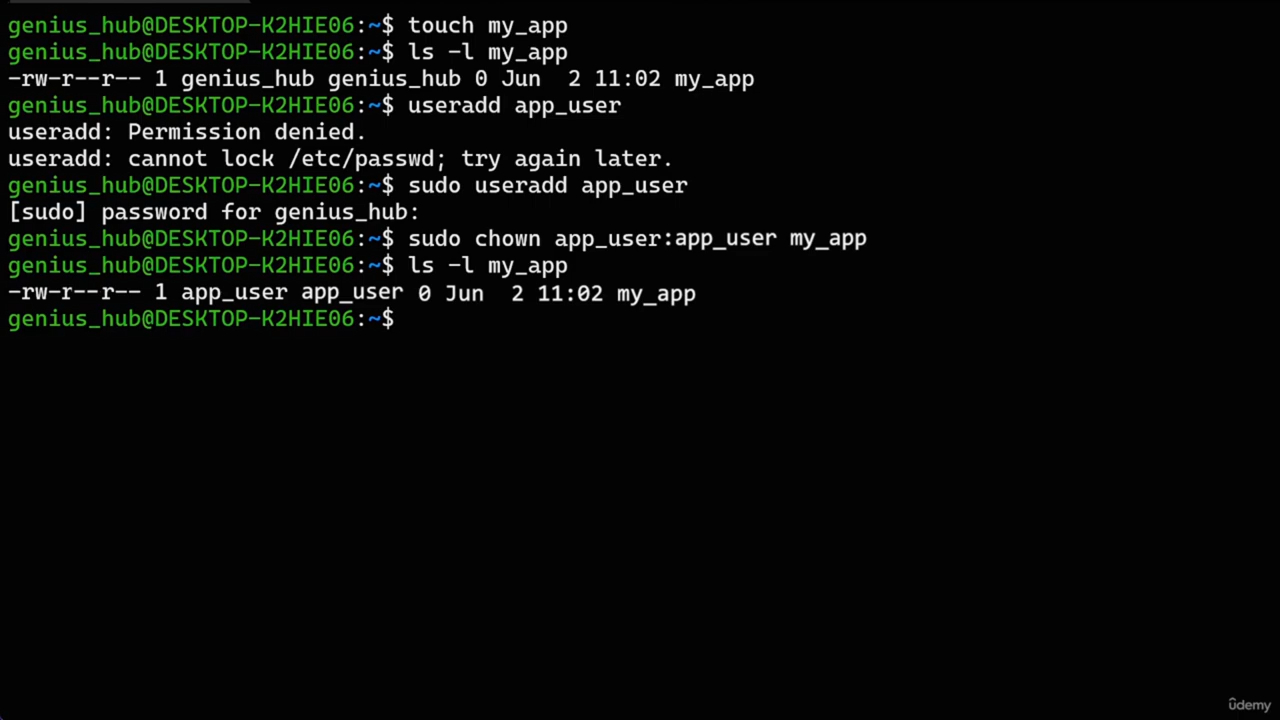 genius_hub@DESKTOP-K2HIE06:~$ touch my_app
genius_hub@DESKTOP-K2HIE06:~$ ls -l my_app
-rw-r--r-- 1 genius_hub genius_hub 0 Jun  2 11:02 my_app
genius_hub@DESKTOP-K2HIE06:~$ useradd app_user
useradd: Permission denied.
useradd: cannot lock /etc/passwd; try again later.
genius_hub@DESKTOP-K2HIE06:~$ sudo useradd app_user
[sudo] password for genius_hub:
genius_hub@DESKTOP-K2HIE06:~$ sudo chown app_user:app_user my_app
genius_hub@DESKTOP-K2HIE06:~$ ls -l my_app
-rw-r--r-- 1 app_user app_user 0 Jun  2 11:02 my_app
genius_hub@DESKTOP-K2HIE06:~$
ûdemy